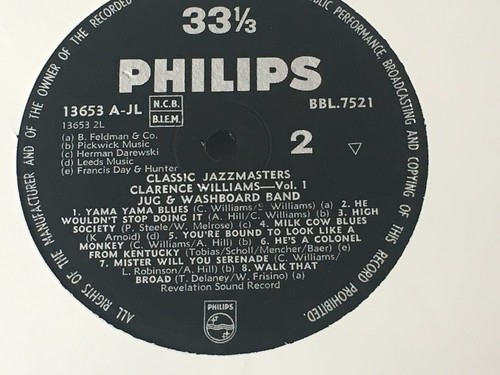 33⅓
PHILIPS
13653 A-JL
N.C.B.
B.I.E.M.
BBL.7521
13653 2L
(a) B. Feldman & Co.
(b) Pickwick Music
(c) Herman Darewski
(d) Leeds Music
(e) Francis Day & Hunter
2
CLASSIC JAZZMASTERS
CLARENCE WILLIAMS—Vol. 1
JUG & WASHBOARD BAND
1. YAMA YAMA BLUES (C. Williams/S. Williams) (a) 2. HE
WOULDN'T STOP DOING IT (A. Hill/C. Williams) (b) 3. HIGH
SOCIETY (P. Steele/W. Melrose) (c) 4. MILK COW BLUES
(K. Arnold) (d) 5. YOU'RE BOUND TO LOOK LIKE A
MONKEY (C. Williams/A. Hill) (b) 6. HE'S A COLONEL
FROM KENTUCKY (Tobias/Scholl/Mencher/Baer) (e)
7. MISTER WILL YOU SERENADE (C. Williams/
L. Robinson/A. Hill) (b) 8. WALK THAT
BROAD (T. Delaney/W. Frisino) (a)
Revelation Sound Record
PHILIPS
ALL RIGHTS OF THE MANUFACTURER AND OF THE OWNER OF THE RECORDED
PUBLIC PERFORMANCE BROADCASTING AND COPYING OF THIS RECORD PROHIBITED.